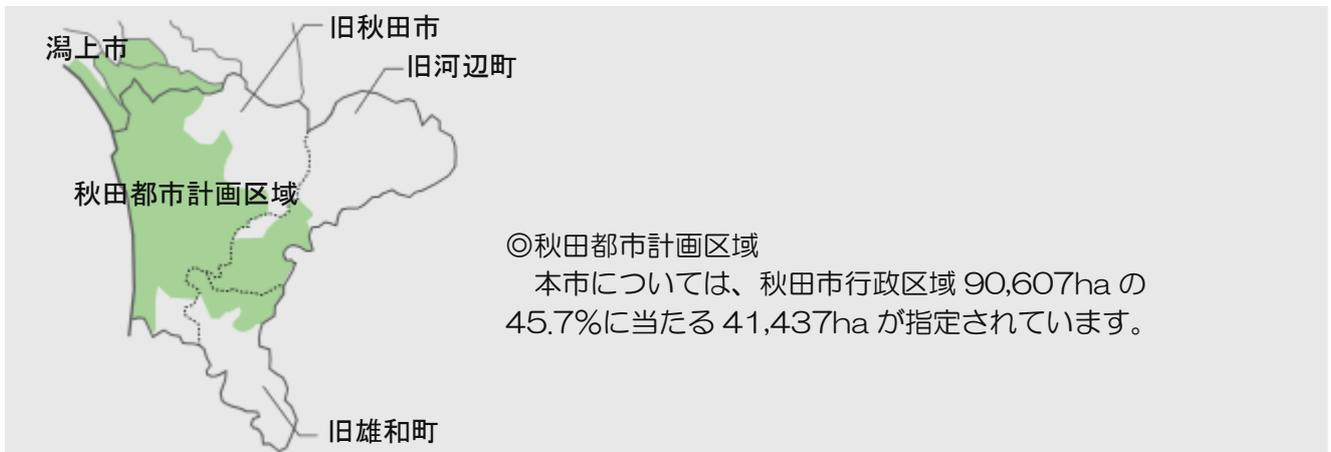 旧秋田市
潟上市
旧河辺町
秋田都市計画区域
◎秋田都市計画区域
　本市については、秋田市行政区域 90,607ha の
45.7%に当たる 41,437ha が指定されています。
旧雄和町